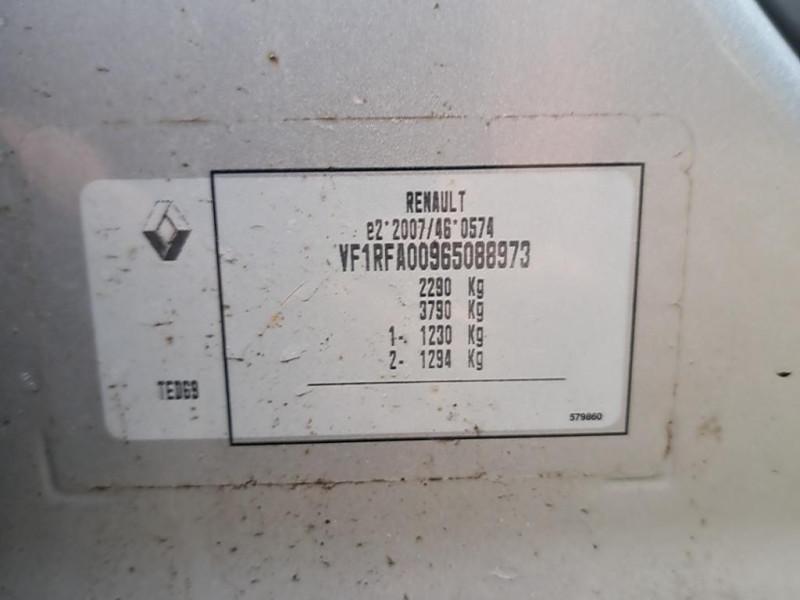 RENAULT
e2*2007/46*0574
VF1RFA00965088973
2290 Kg
3790 Kg
1- 1230 Kg
2- 1294 Kg
TED69
579860